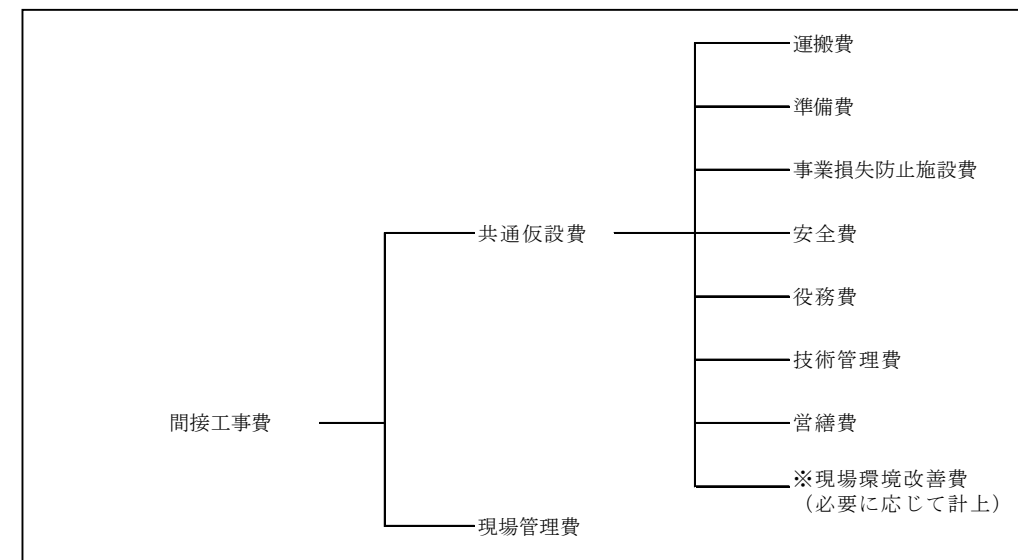 運搬費
準備費
事業損失防止施設費
共通仮設費
安全費
役務費
技術管理費
間接工事費
営繕費
※現場環境改善費
（必要に応じて計上）
現場管理費